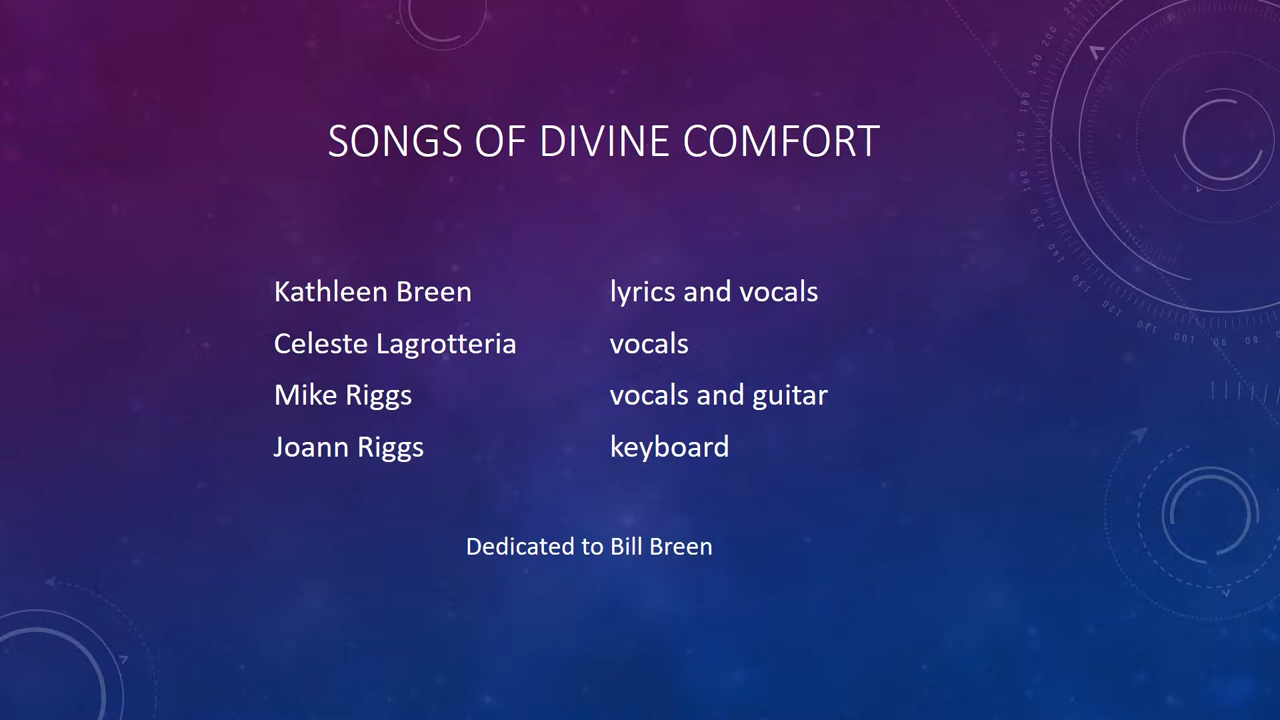 SONGS OF DIVINE COMFORT
Kathleen Breen lyrics and vocals
Celeste Lagrotteria vocals
Mike Riggs vocals and guitar
Joann Riggs keyboard
Dedicated to Bill Breen